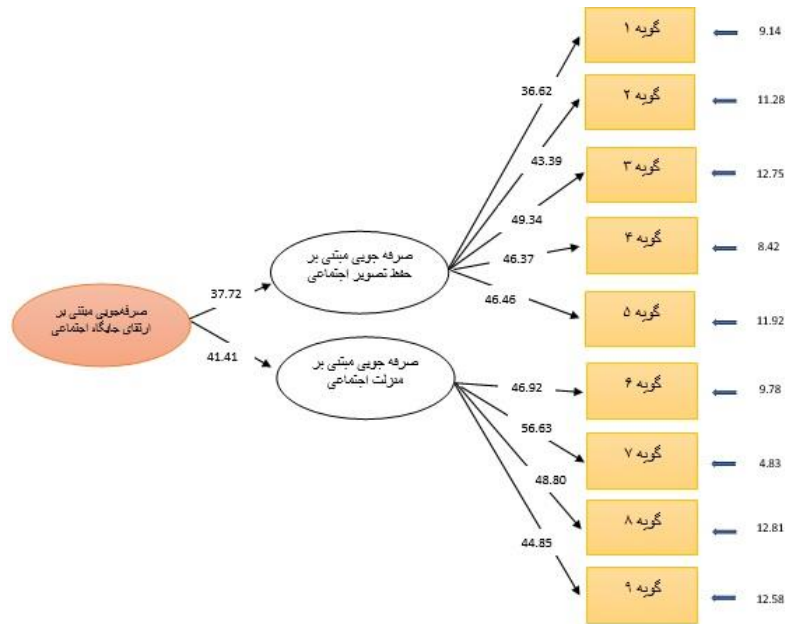 گویه ۱
9.14
36.62
گویه ۲
11.28
43.39
گویه ۳
12.75
49.34
گویه ۴
8.42
46.37
گویه ۵
11.92
46.46
صرفه جویی مبتنی بر
حفظ تصویر اجتماعی
37.72
صرفه‌جویی مبتنی بر
ارتقای جایگاه اجتماعی
41.41
صرفه جویی مبتنی بر
منزلت اجتماعی
46.92
گویه ۶
9.78
56.63
گویه ۷
4.83
48.80
گویه ۸
12.81
44.85
گویه ۹
12.58